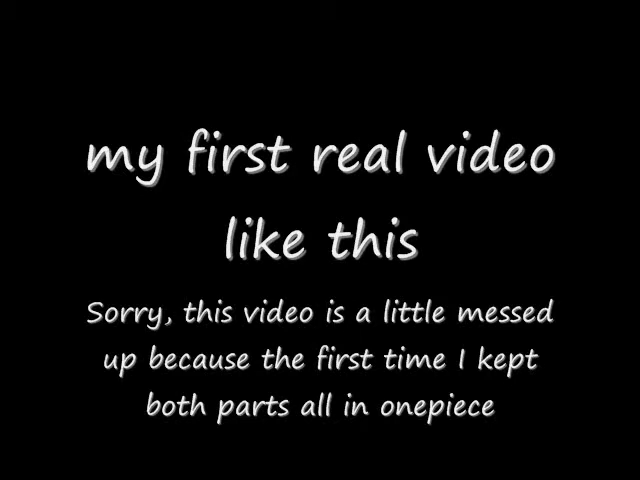 my first real video
like this
Sorry, this video is a little messed
up because the first time I kept
both parts all in onepiece